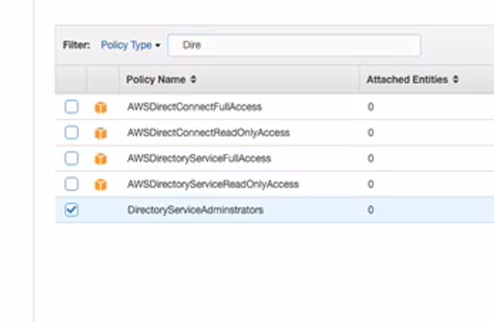 Filter: Policy Type Dire
Policy Name Attached Entities
AWSDirectConnectFullAccess 0
AWSDirectConnectReadOnlyAccess 0
AWSDirectoryServiceFullAccess 0
AWSDirectoryServiceReadOnlyAccess 0
DirectoryServiceAdminstrators 0